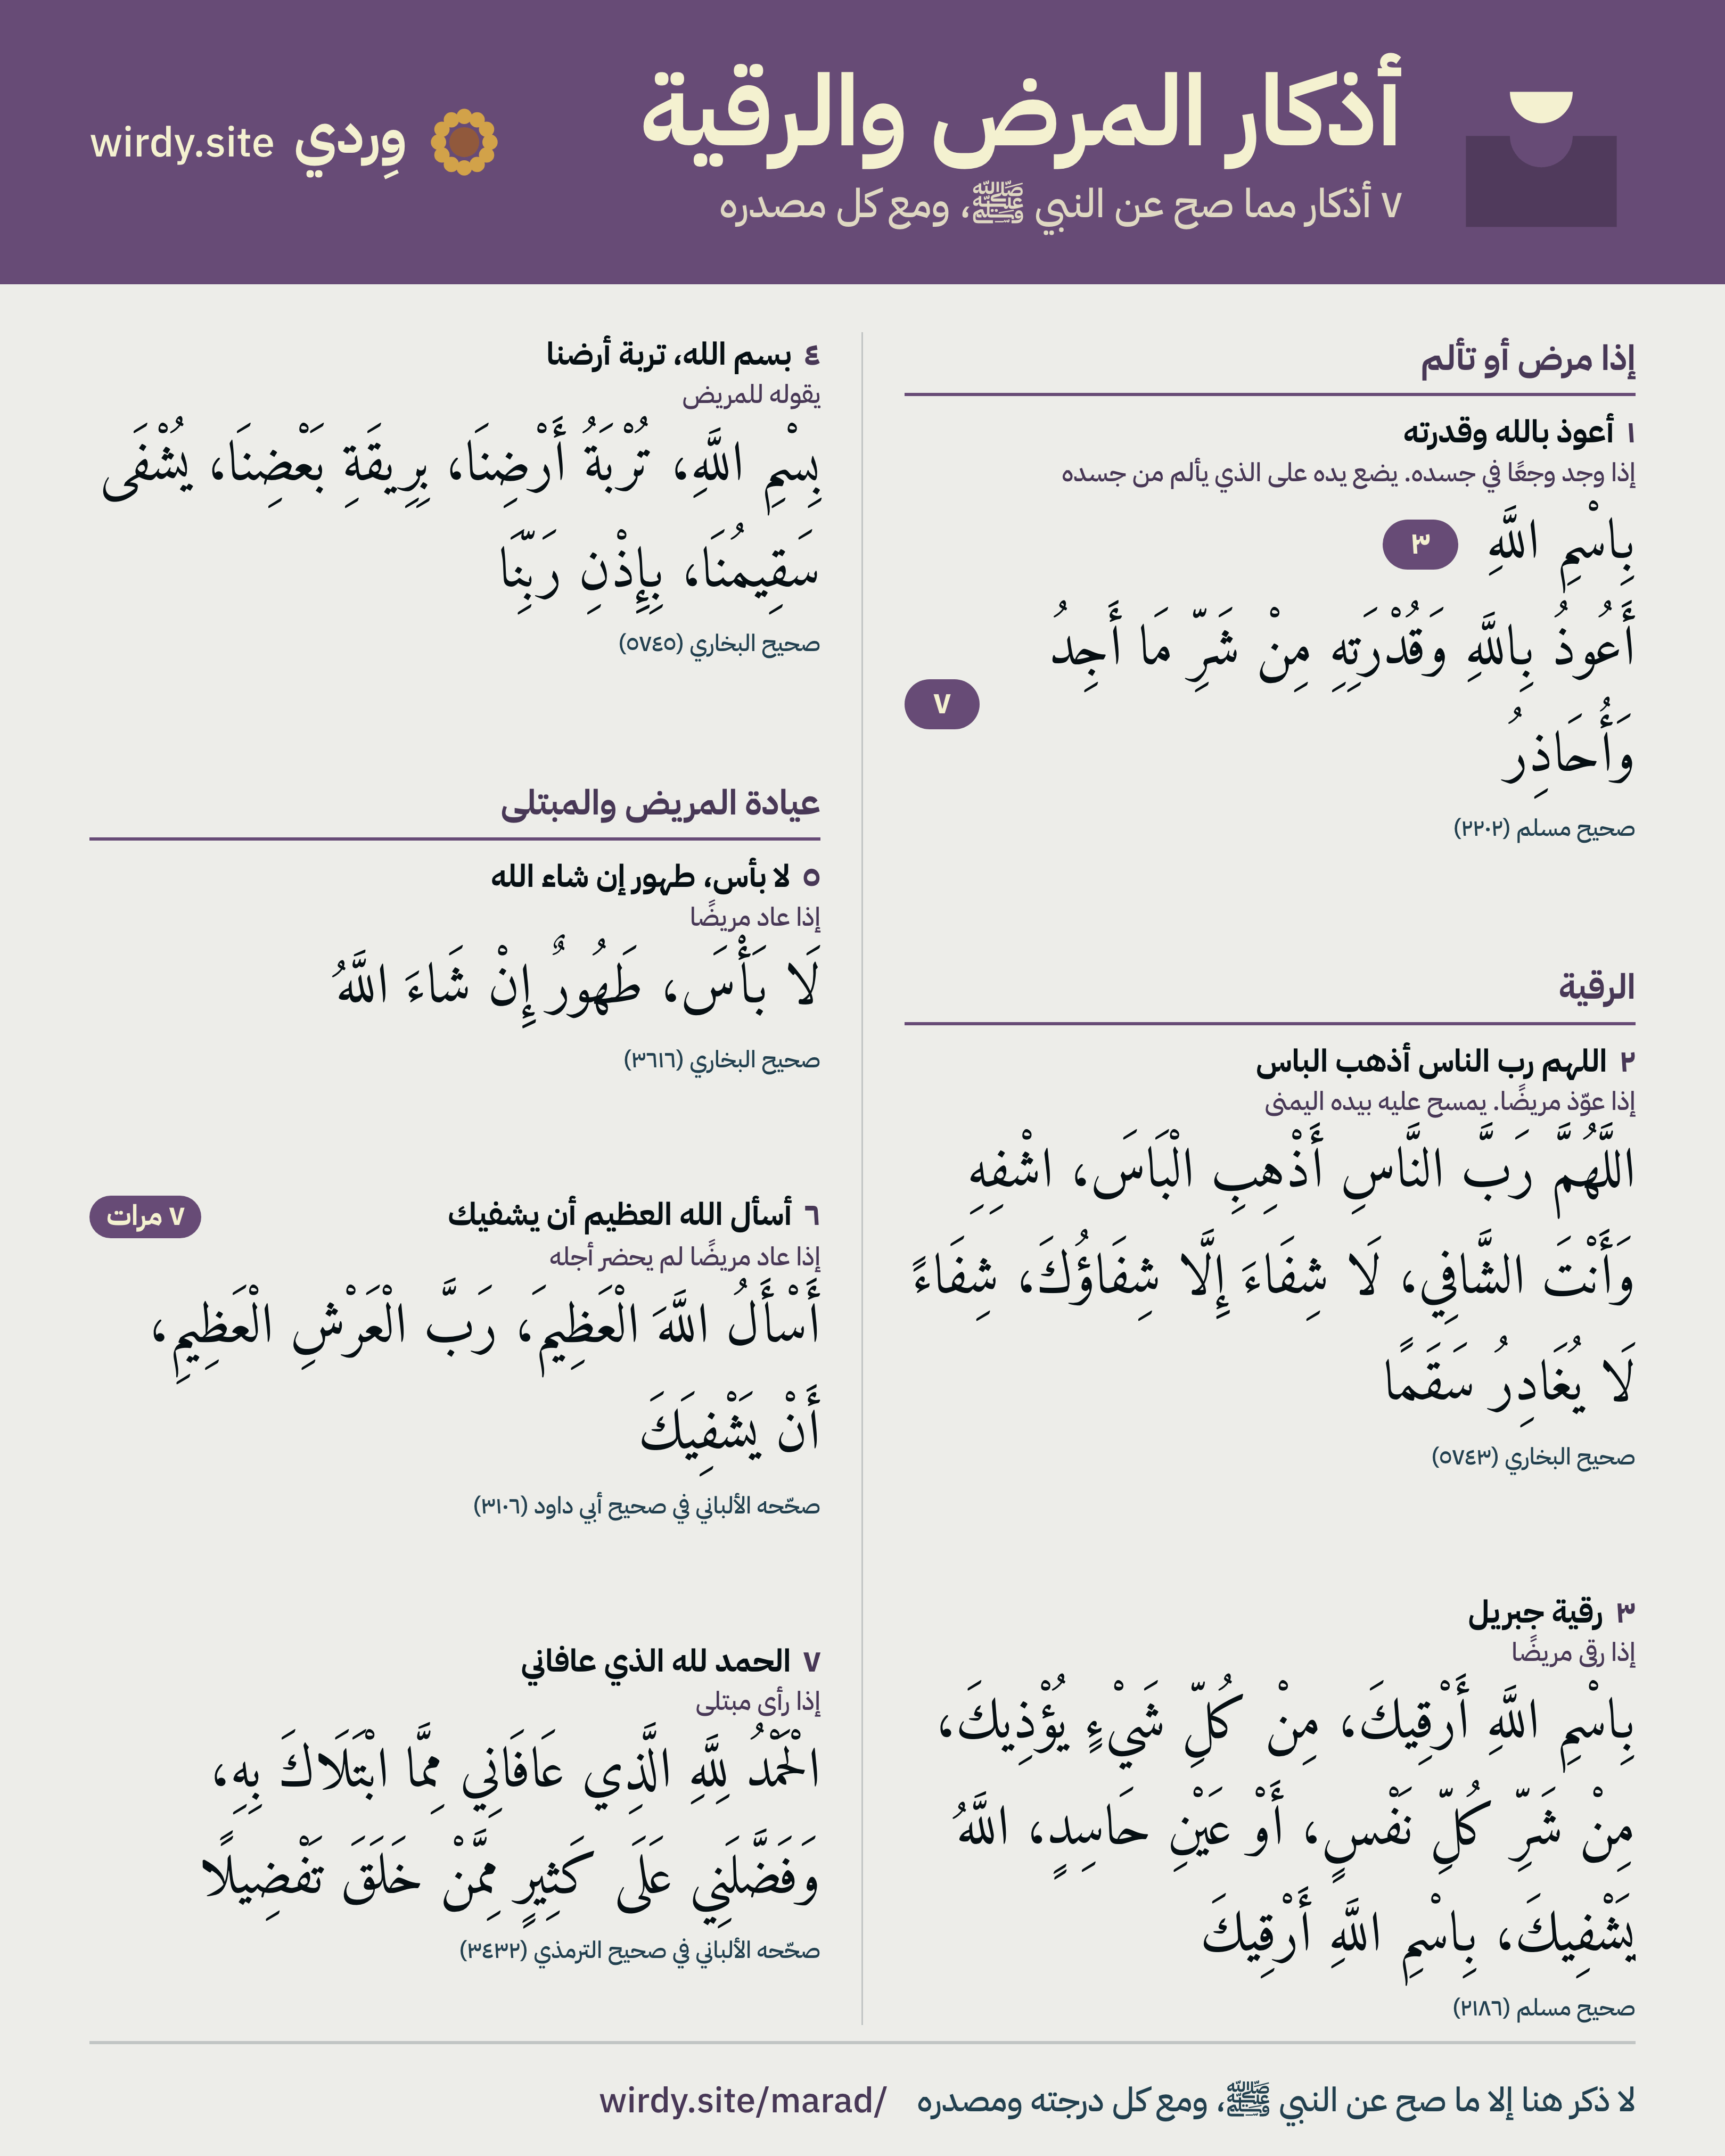 أذكار المرض والرقية
٧ أذكار مما صح عن النبي ﷺ، ومع كل مصدره
وِردي wirdy.site
إذا مرض أو تألم
١ أعوذ بالله وقدرته
إذا وجد وجعًا في جسده. يضع يده على الذي يألم من جسده
بِاسْمِ اللَّهِ ٣
أَعُوذُ بِاللَّهِ وَقُدْرَتِهِ مِنْ شَرِّ مَا أَجِدُ
وَأُحَاذِرُ ٧
صحيح مسلم (٢٢٠٢)
الرقية
٢ اللهم رب الناس أذهب الباس
إذا عوّذ مريضًا. يمسح عليه بيده اليمنى
اللَّهُمَّ رَبَّ النَّاسِ أَذْهِبِ الْبَاسَ، اشْفِهِ
وَأَنْتَ الشَّافِي، لَا شِفَاءَ إِلَّا شِفَاؤُكَ، شِفَاءً
لَا يُغَادِرُ سَقَمًا
صحيح البخاري (٥٧٤٣)
٣ رقية جبريل
إذا رقى مريضًا
بِاسْمِ اللَّهِ أَرْقِيكَ، مِنْ كُلِّ شَيْءٍ يُؤْذِيكَ،
مِنْ شَرِّ كُلِّ نَفْسٍ، أَوْ عَيْنِ حَاسِدٍ، اللَّهُ
يَشْفِيكَ، بِاسْمِ اللَّهِ أَرْقِيكَ
صحيح مسلم (٢١٨٦)
٤ بسم الله، تربة أرضنا
يقوله للمريض
بِسْمِ اللَّهِ، تُرْبَةُ أَرْضِنَا، بِرِيقَةِ بَعْضِنَا، يُشْفَى
سَقِيمُنَا، بِإِذْنِ رَبِّنَا
صحيح البخاري (٥٧٤٥)
عيادة المريض والمبتلى
٥ لا بأس، طهور إن شاء الله
إذا عاد مريضًا
لَا بَأْسَ، طَهُورٌ إِنْ شَاءَ اللَّهُ
صحيح البخاري (٣٦١٦)
٦ أسأل الله العظيم أن يشفيك ٧ مرات
إذا عاد مريضًا لم يحضر أجله
أَسْأَلُ اللَّهَ الْعَظِيمَ، رَبَّ الْعَرْشِ الْعَظِيمِ،
أَنْ يَشْفِيَكَ
صحّحه الألباني في صحيح أبي داود (٣١٠٦)
٧ الحمد لله الذي عافاني
إذا رأى مبتلى
الْحَمْدُ لِلَّهِ الَّذِي عَافَانِي مِمَّا ابْتَلَاكَ بِهِ،
وَفَضَّلَنِي عَلَى كَثِيرٍ مِمَّنْ خَلَقَ تَفْضِيلًا
صحّحه الألباني في صحيح الترمذي (٣٤٣٢)
لا ذكر هنا إلا ما صح عن النبي ﷺ، ومع كل درجته ومصدره wirdy.site/marad/